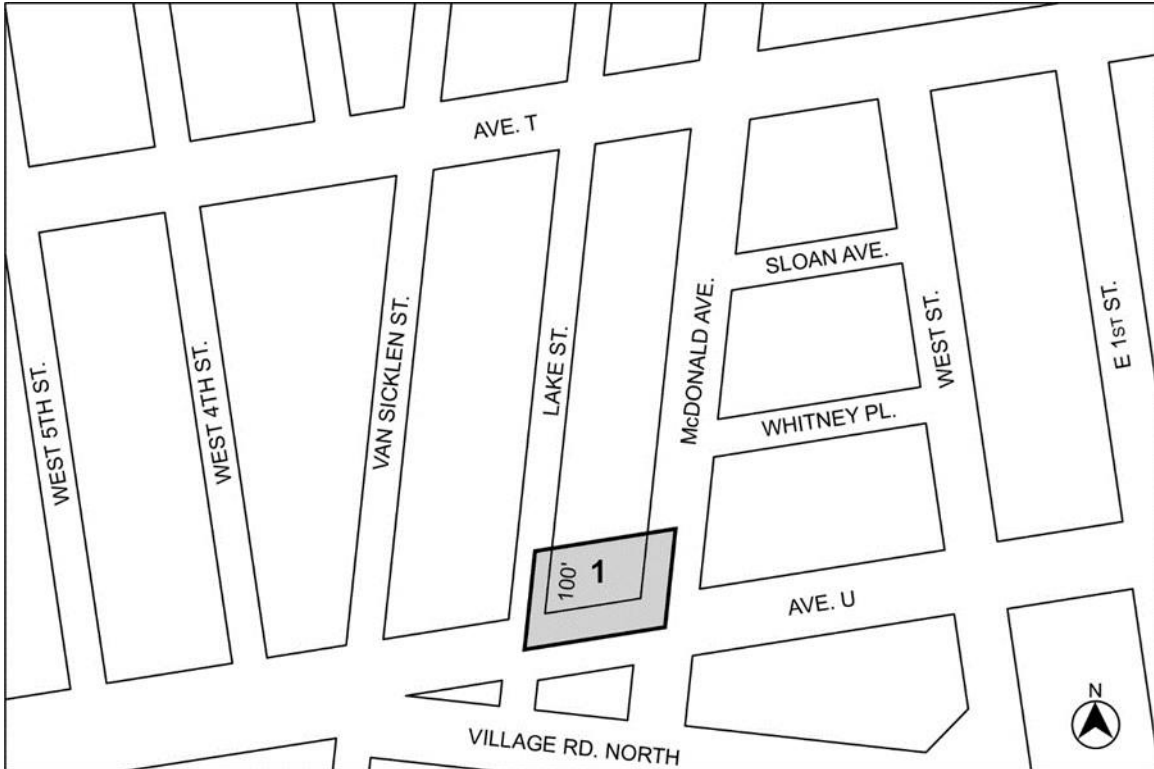 AVE. T
SLOAN AVE.
WEST 5TH ST.
WEST 4TH ST.
VAN SICKLEN ST.
LAKE ST.
McDONALD AVE.
WEST ST.
E 1ST ST.
WHITNEY PL.
100'
1
AVE. U
N
VILLAGE RD. NORTH